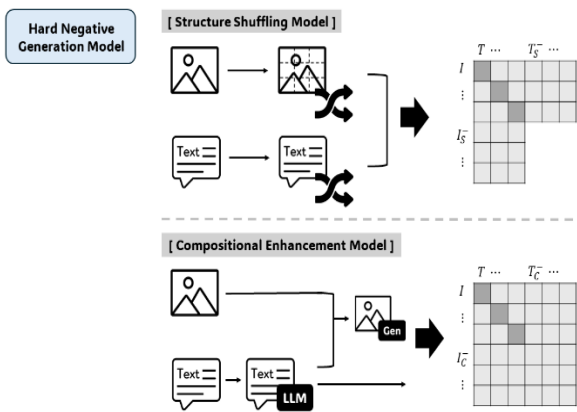 Hard Negative
Generation Model
[ Structure Shuffling Model ]
T ⋯ T_S^- ⋯
I
⋮
I_S^-
⋮
Text
Text
[ Compositional Enhancement Model ]
T ⋯ T_C^- ⋯
I
⋮
I_C^-
⋮
Gen
Text
Text
LLM